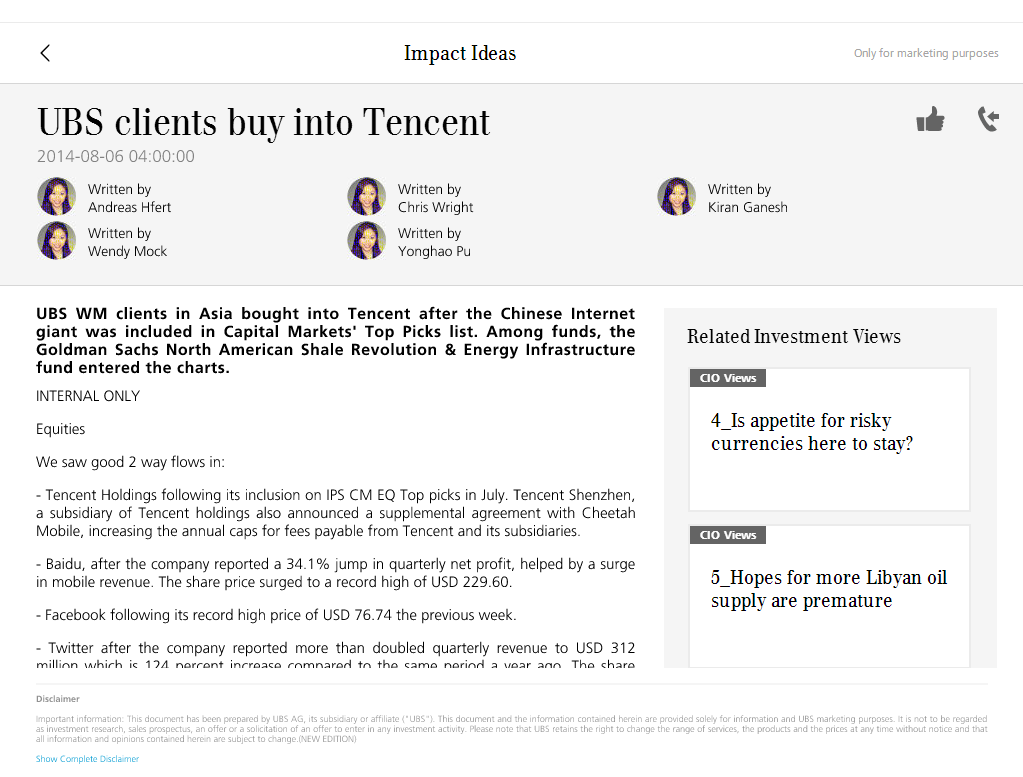 Impact Ideas
Only for marketing purposes
UBS clients buy into Tencent
2014-08-06 04:00:00
Written by
Andreas Hfert
Written by
Chris Wright
Written by
Kiran Ganesh
Written by
Wendy Mock
Written by
Yonghao Pu
UBS WM clients in Asia bought into Tencent after the Chinese Internet
giant was included in Capital Markets' Top Picks list. Among funds, the
Goldman Sachs North American Shale Revolution & Energy Infrastructure
fund entered the charts.
INTERNAL ONLY
Equities
We saw good 2 way flows in:
- Tencent Holdings following its inclusion on IPS CM EQ Top picks in July. Tencent Shenzhen,
a subsidiary of Tencent holdings also announced a supplemental agreement with Cheetah
Mobile, increasing the annual caps for fees payable from Tencent and its subsidiaries.
- Baidu, after the company reported a 34.1% jump in quarterly net profit, helped by a surge
in mobile revenue. The share price surged to a record high of USD 229.60.
- Facebook following its record high price of USD 76.74 the previous week.
- Twitter after the company reported more than doubled quarterly revenue to USD 312
million which is 124 percent increase compared to the same period a year ago. The share
Related Investment Views
CIO Views
4_Is appetite for risky
currencies here to stay?
CIO Views
5_Hopes for more Libyan oil
supply are premature
Disclaimer
Important information: This document has been prepared by UBS AG, its subsidiary or affiliate ("UBS"). This document and the information contained herein are provided solely for information and UBS marketing purposes. It is not to be regarded
as investment research, sales prospectus, an offer or a solicitation of an offer to enter in any investment activity. Please note that UBS retains the right to change the range of services, the products and the prices at any time without notice and that
all information and opinions contained herein are subject to change.(NEW EDITION)
Show Complete Disclaimer